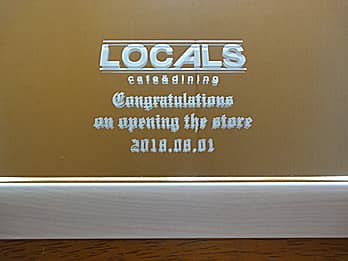 LOCALS
cafe&dining
Congratulations
on opening the store
2018.08.01